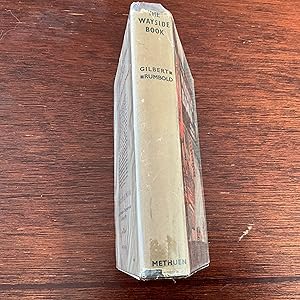 THE
WAYSIDE
BOOK
GILBERT
RUMBOLD
METHUEN